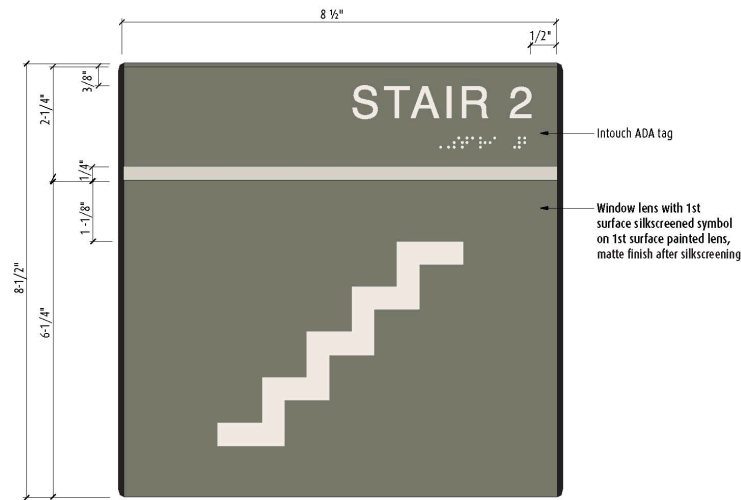 8 ½"
1/2"
3/8"
2-1/4"
STAIR 2
Intouch ADA tag
1/4"
1 -1/8"
Window lens with 1st
surface silkscreened symbol
on 1st surface painted lens,
matte finish after silkscreening
8-1/2"
6-1/4"